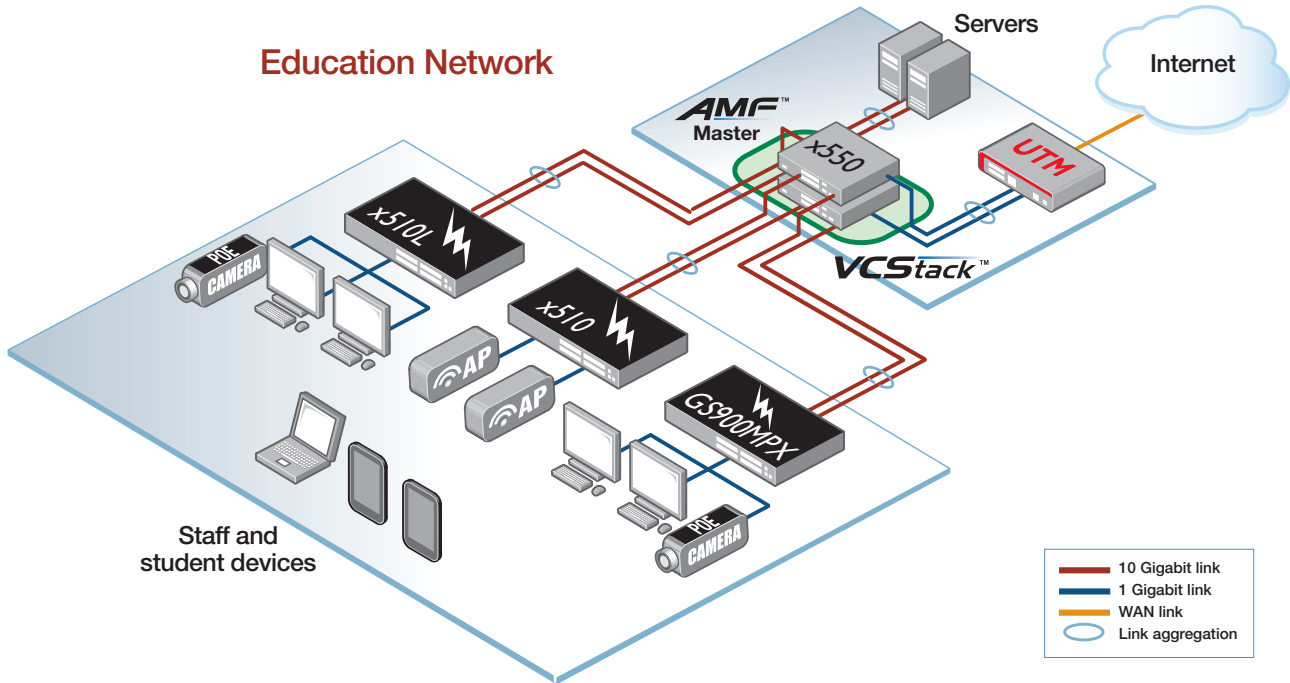 Education Network
Servers
Internet
AMF™
Master
x550
UTM
VCStack™
x510L
POE
CAMERA
x510
AP
AP
GS900MPX
POE
CAMERA
Staff and
student devices
10 Gigabit link
1 Gigabit link
WAN link
Link aggregation